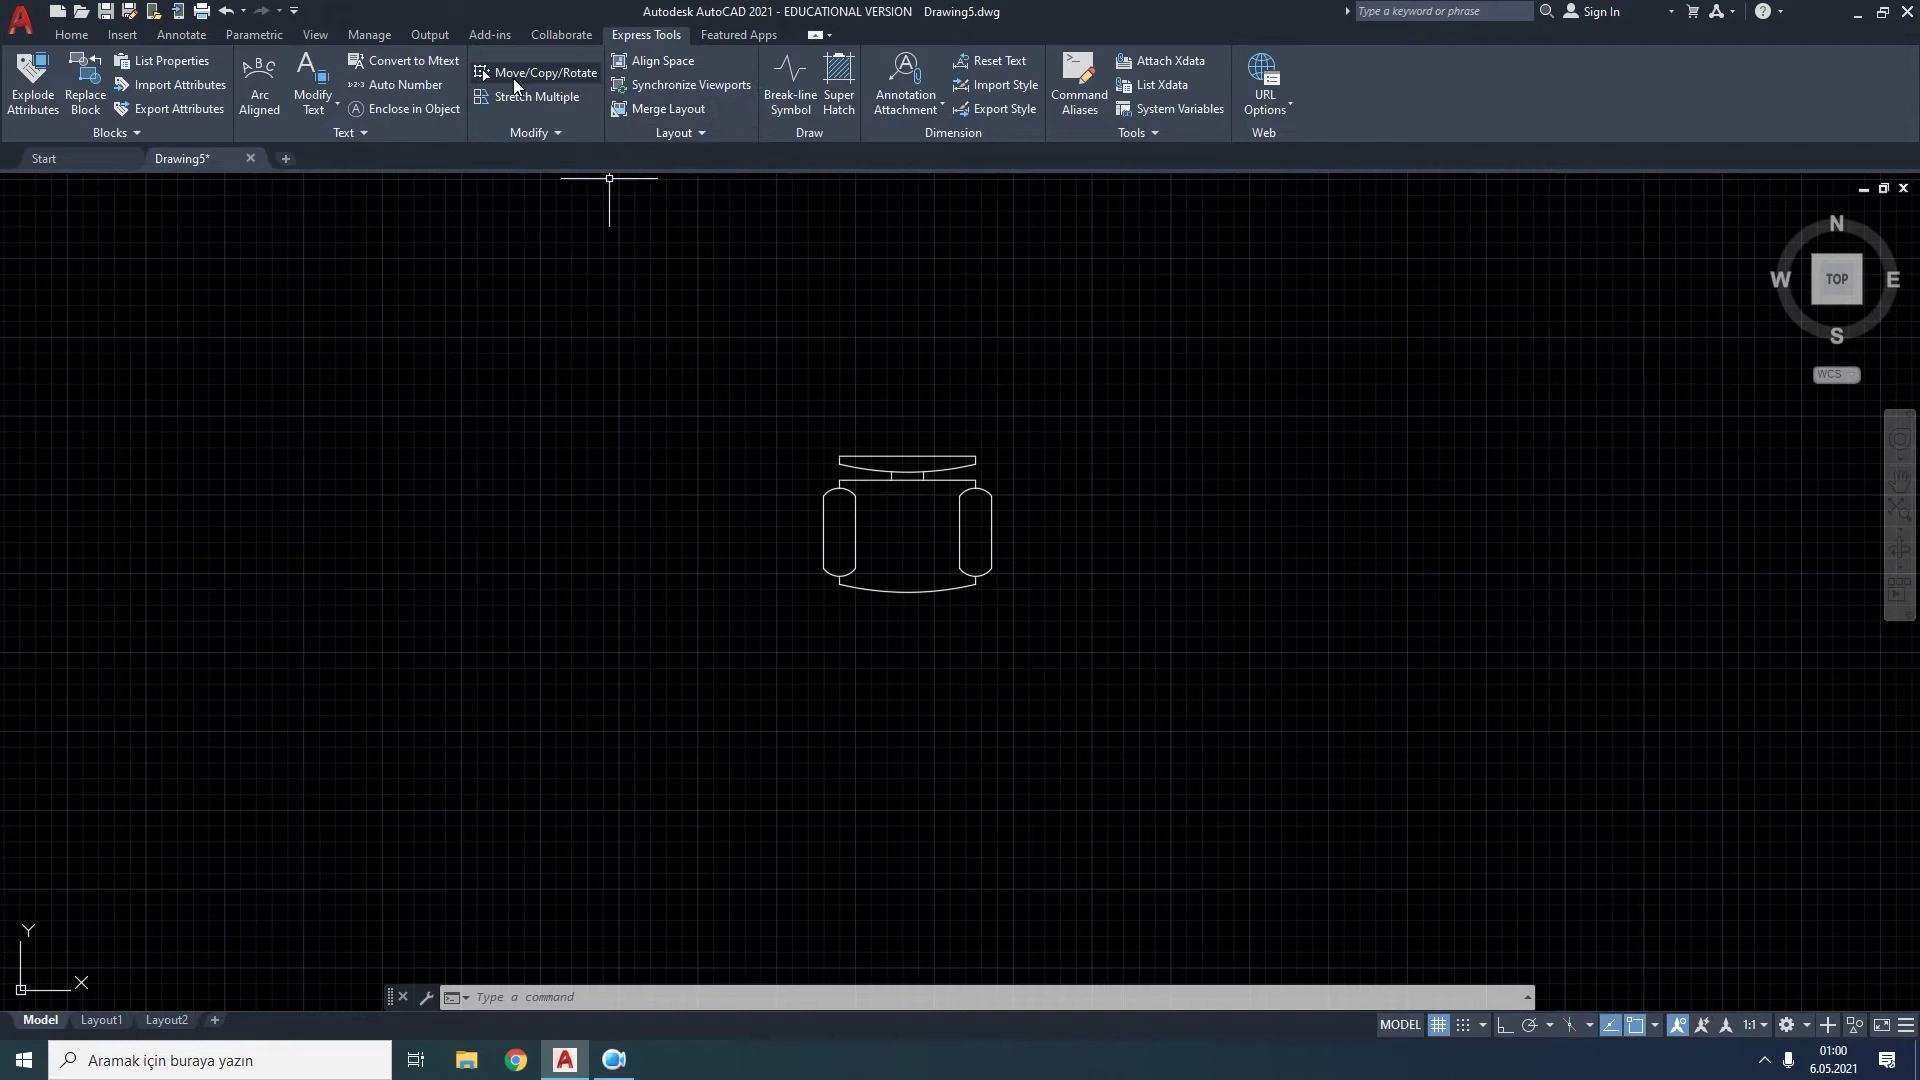 Autodesk AutoCAD 2021 - EDUCATIONAL VERSION Drawing5.dwg
Type a keyword or phrase
Sign In
Home Insert Annotate Parametric View Manage Output Add-ins Collaborate Express Tools Featured Apps
Explode Attributes
Replace Block
List Properties
Import Attributes
Export Attributes
Blocks
ABC
Arc Aligned
Modify Text
Convert to Mtext
Auto Number
Enclose in Object
Text
Move/Copy/Rotate
Stretch Multiple
Modify
Align Space
Synchronize Viewports
Merge Layout
Layout
Break-line Symbol
Super Hatch
Draw
Annotation Attachment
Reset Text
Import Style
Export Style
Dimension
Command Aliases
Attach Xdata
List Xdata
System Variables
Tools
URL Options
Web
Start
Drawing5*
N
W TOP E
S
WCS
Y
X
Type a command
Model Layout1 Layout2
MODEL
1:1
Aramak için buraya yazın
01:00
6.05.2021